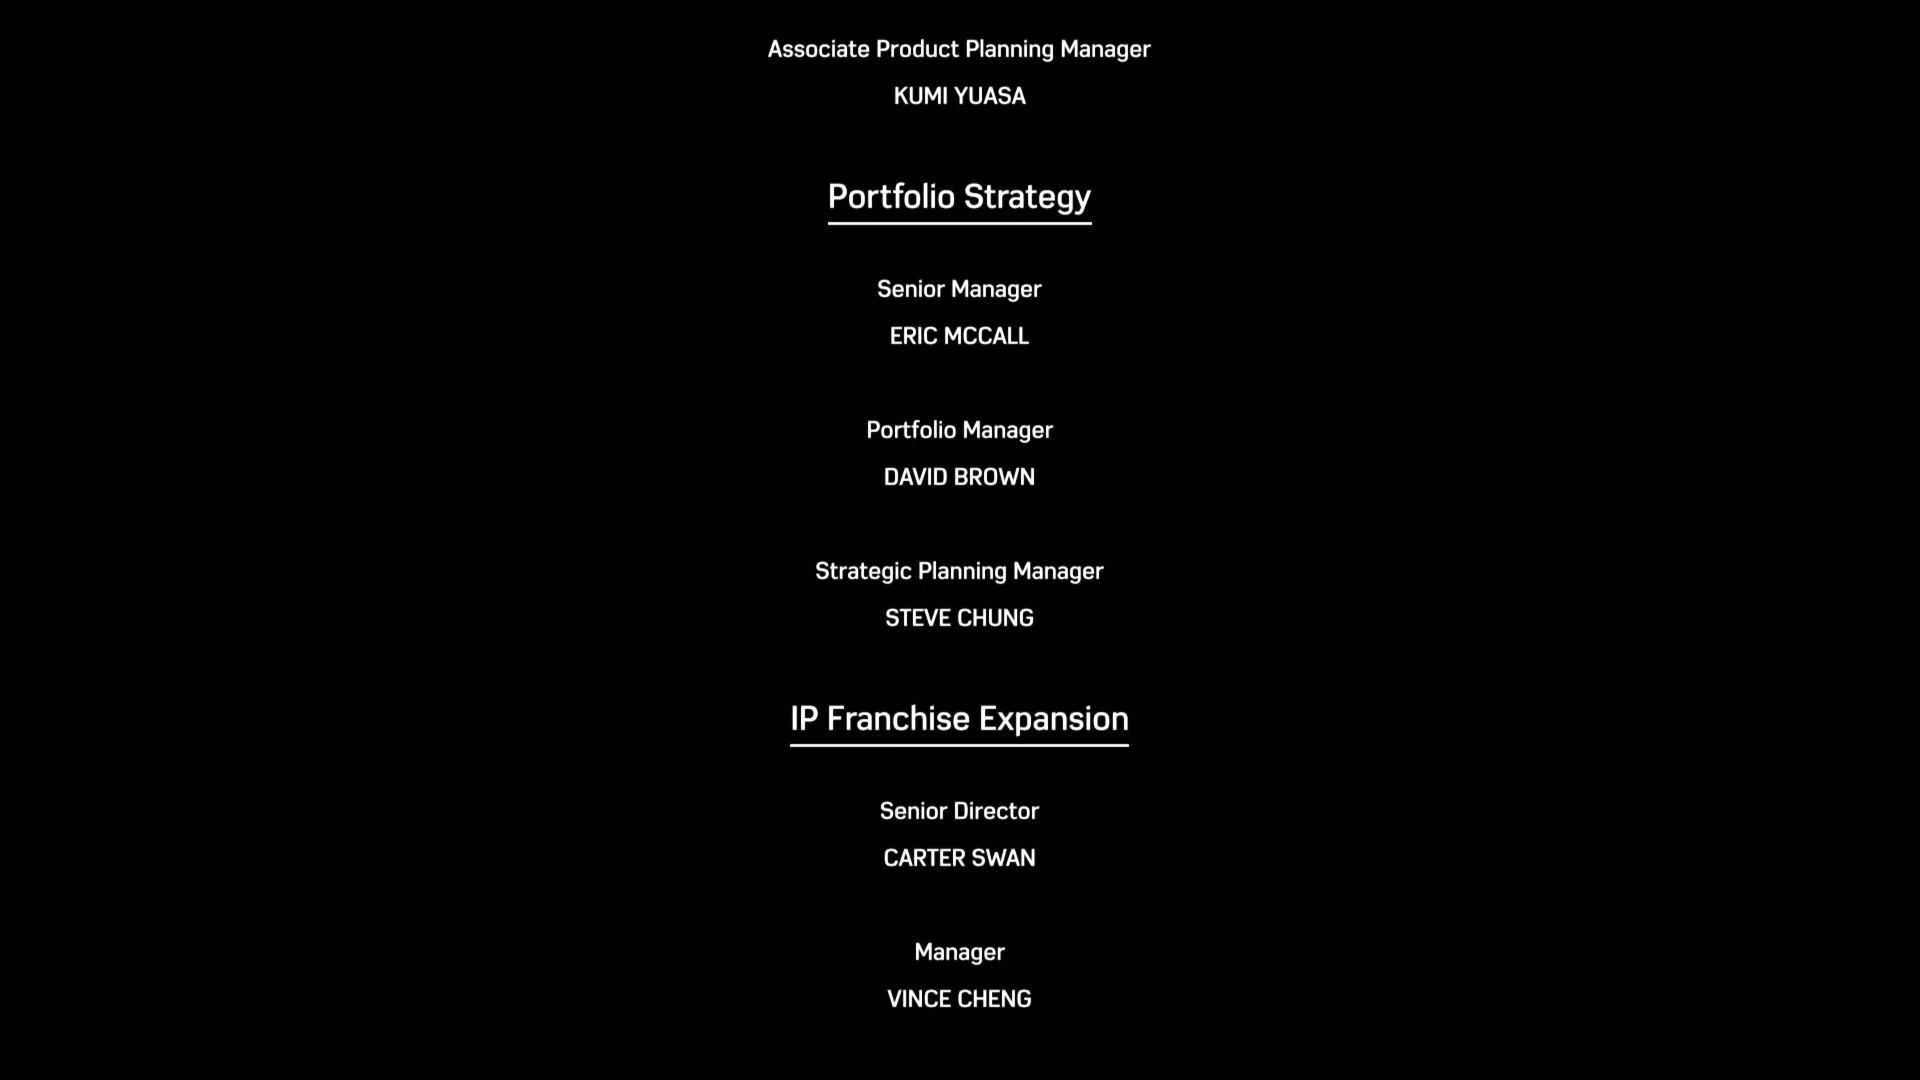 Associate Product Planning Manager
KUMI YUASA
Portfolio Strategy
Senior Manager
ERIC MCCALL
Portfolio Manager
DAVID BROWN
Strategic Planning Manager
STEVE CHUNG
IP Franchise Expansion
Senior Director
CARTER SWAN
Manager
VINCE CHENG